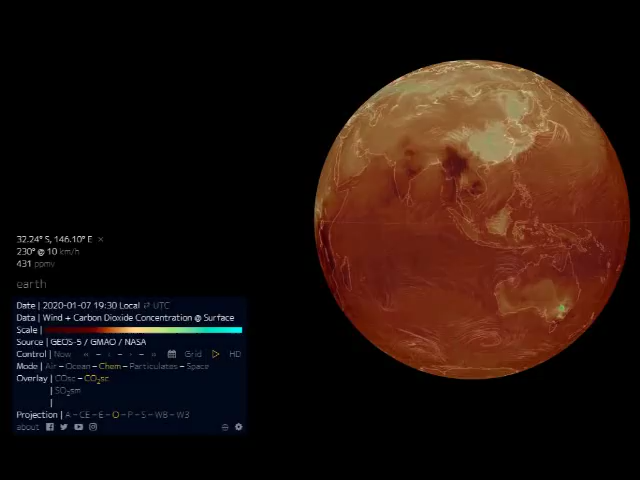 32.24° S, 146.10° E ×
230° @ 10 km/h
431 ppmv
earth
Date | 2020-01-07 19:30 Local ⇄ UTC
Data | Wind + Carbon Dioxide Concentration @ Surface
Scale |
Source | GEOS-5 / GMAO / NASA
Control | Now « – ‹ – › – » Grid HD
Mode | Air – Ocean – Chem – Particulates – Space
Overlay | COsc – CO₂sc
| SO₂sm
|
Projection | A – CE – E – O – P – S – WB – W3
about